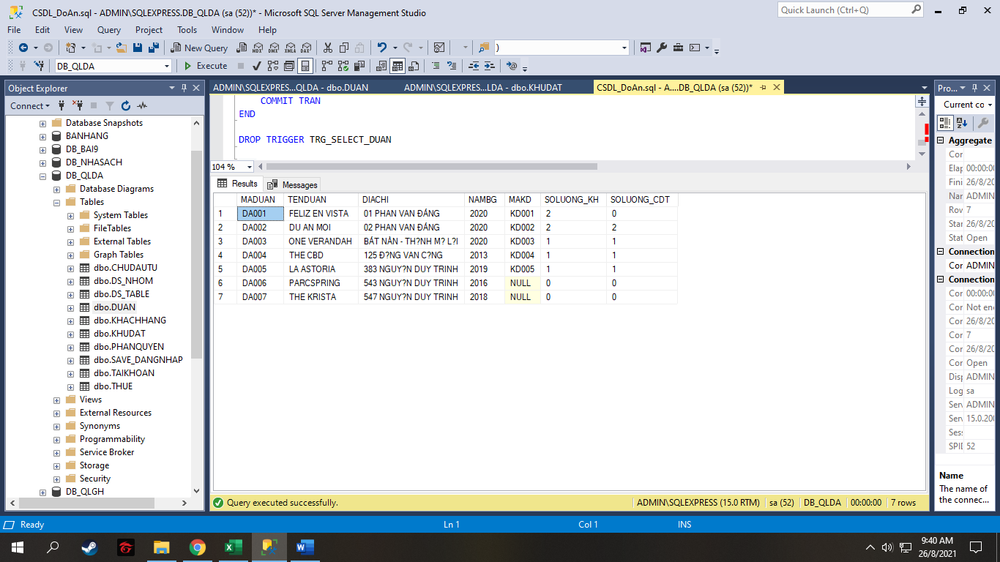 CSDL_DoAn.sql - ADMIN\SQLEXPRESS.DB_QLDA (sa (52))* - Microsoft SQL Server Management Studio
Quick Launch (Ctrl+Q)
File Edit View Query Project Tools Window Help
New Query MDX DMX XMLA DAX )
DB_QLDA Execute
Object Explorer
Connect
Database Snapshots
BANHANG
DB_BAI9
DB_NHASACH
DB_QLDA
Database Diagrams
Tables
System Tables
FileTables
External Tables
Graph Tables
dbo.CHUDAUTU
dbo.DS_NHOM
dbo.DS_TABLE
dbo.DUAN
dbo.KHACHHANG
dbo.KHUDAT
dbo.PHANQUYEN
dbo.SAVE_DANGNHAP
dbo.TAIKHOAN
dbo.THUE
Views
External Resources
Synonyms
Programmability
Service Broker
Storage
Security
DB_QLGH
ADMIN\SQLEXPRES...QLDA - dbo.DUAN ADMIN\SQLEXPRESS....LDA - dbo.KHUDAT CSDL_DoAn.sql - A....DB_QLDA (sa (52))*
COMMIT TRAN
END
DROP TRIGGER TRG_SELECT_DUAN
104 %
Results Messages
MADUAN TENDUAN DIACHI NAMBG MAKD SOLUONG_KH SOLUONG_CDT
1 DA001 FELIZ EN VISTA 01 PHAN VAN ĐÁNG 2020 KD001 2 0
2 DA002 DU AN MOI 02 PHAN VAN ĐÁNG 2020 KD002 2 2
3 DA003 ONE VERANDAH BÁT NÀN - TH?NH M? L?I 2020 KD003 1 1
4 DA004 THE CBD 125 Đ?NG VAN C?NG 2013 KD004 1 1
5 DA005 LA ASTORIA 383 NGUY?N DUY TRINH 2019 KD005 1 1
6 DA006 PARCSPRING 543 NGUY?N DUY TRINH 2016 NULL 0 0
7 DA007 THE KRISTA 547 NGUY?N DUY TRINH 2018 NULL 0 0
Query executed successfully. ADMIN\SQLEXPRESS (15.0 RTM) sa (52) DB_QLDA 00:00:00 7 rows
Pro...
Current co
Aggregate
Cor
Elap 00:00:00
Fini 26/8/20
Nar ADMIN
Rov 7
Star 26/8/20
Stat Open
Connection
Cor ADMIN
Connection
Cor 00:00:00
Cor Not enc
Cor 26/8/20
Cor 7
Cor 26/8/20
Cor Open
Disp ADMIN
Log sa
Serv ADMIN
Serv 15.0.200
Sess
SPII 52
Name
The name of
the connec...
Ready Ln 1 Col 1 INS
9:40 AM
26/8/2021